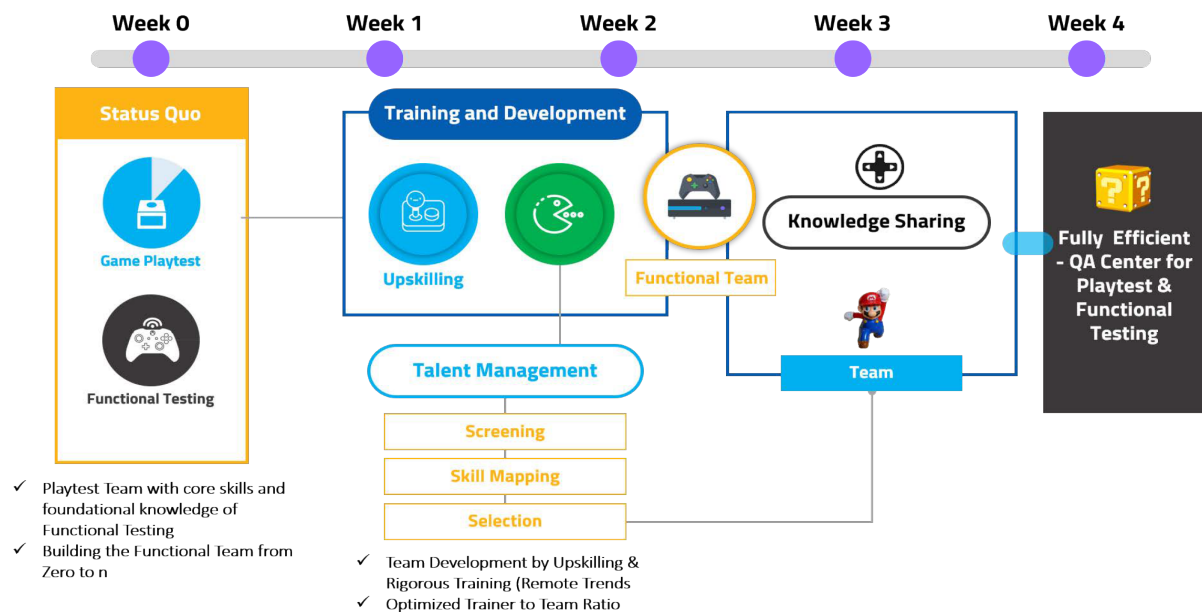 Week 0
Week 1
Week 2
Week 3
Week 4
Status Quo
Game Playtest
Functional Testing
Training and Development
Upskilling
Functional Team
Knowledge Sharing
Team
Fully Efficient
- QA Center for
Playtest &
Functional
Testing
Talent Management
Screening
Skill Mapping
Selection
✓ Playtest Team with core skills and
foundational knowledge of
Functional Testing
✓ Building the Functional Team from
Zero to n
✓ Team Development by Upskilling &
Rigorous Training (Remote Trends
✓ Optimized Trainer to Team Ratio